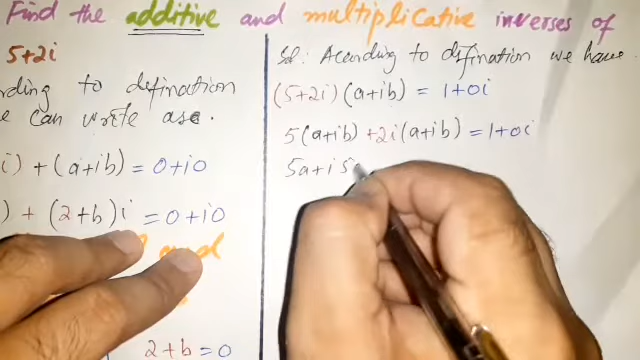 Find the additive and multiplicative inverses of
5+2i
rding to defination
e can write as
i) + (a+ib) = 0+i0
) + (2+b)i = 0+i0
and
2+b=0
Sol: According to defination we have
(5+2i)(a+ib) = 1+0i
5(a+ib)+2i(a+ib)=1+0i
5a+i5